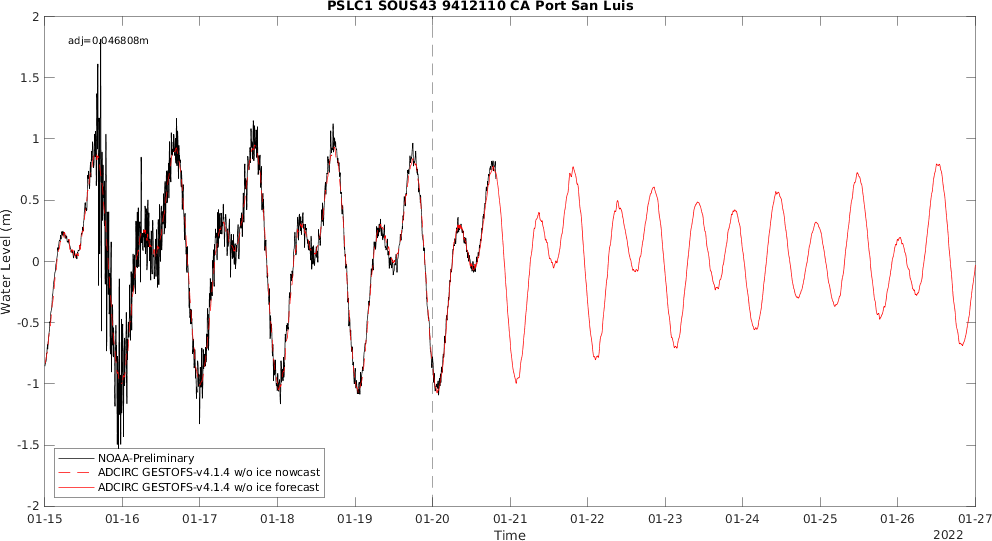 PSLC1 SOUS43 9412110 CA Port San Luis
adj=0.046808m
2
1.5
1
0.5
0
-0.5
-1
-1.5
-2
Water Level (m)
NOAA-Preliminary
ADCIRC GESTOFS-v4.1.4 w/o ice nowcast
ADCIRC GESTOFS-v4.1.4 w/o ice forecast
01-15 01-16 01-17 01-18 01-19 01-20 01-21 01-22 01-23 01-24 01-25 01-26 01-27
Time
2022